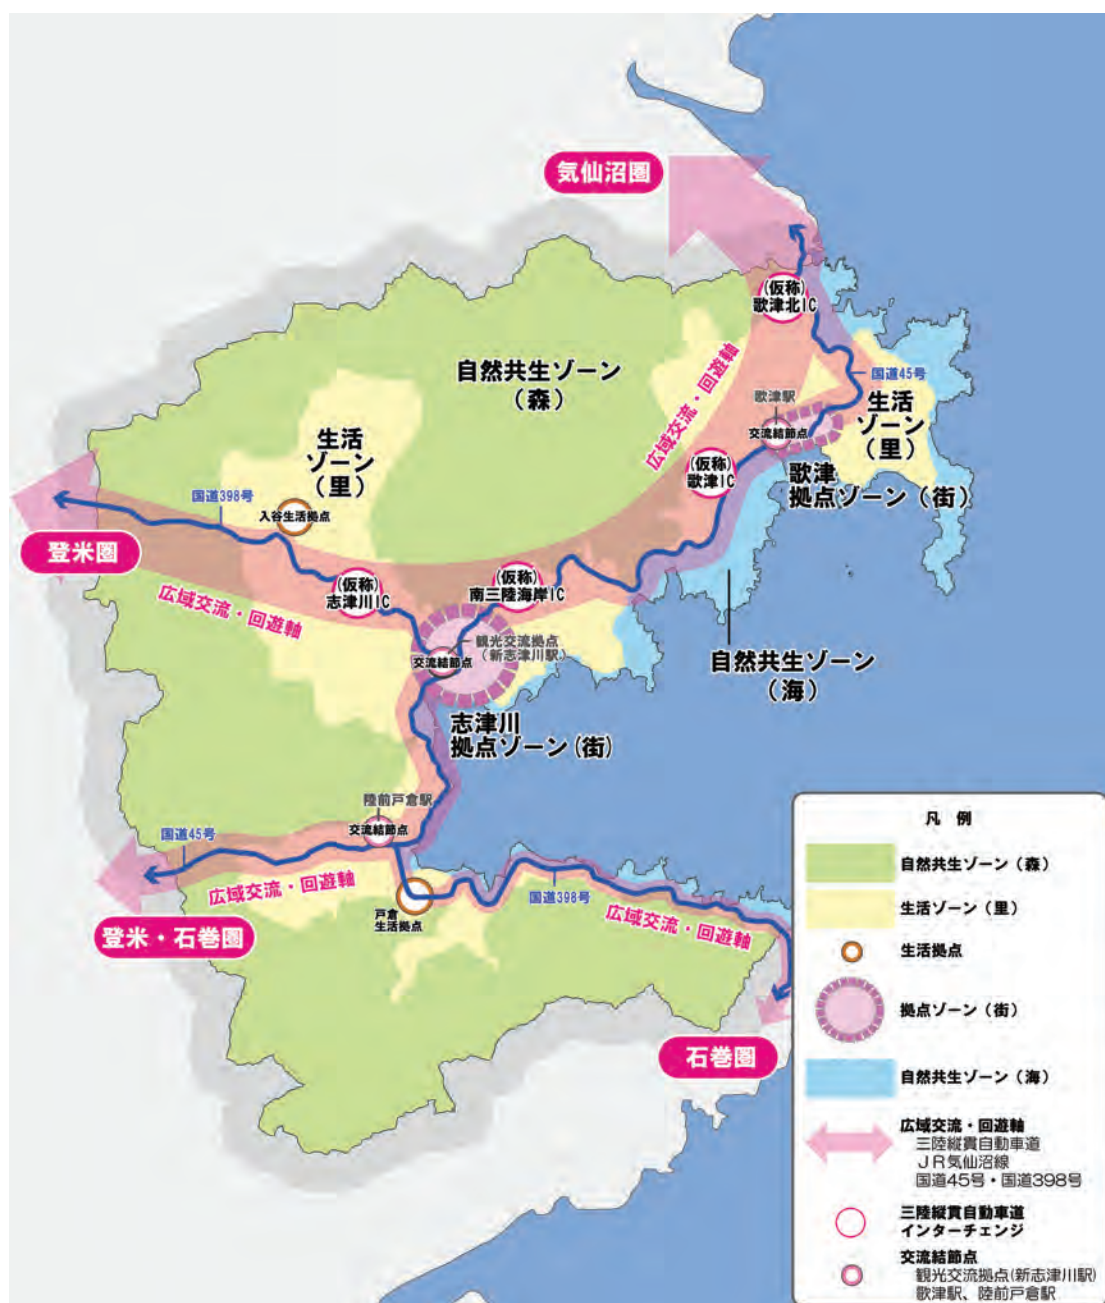 気仙沼圏
(仮称)
歌津北IC
自然共生ゾーン
（森）
広域交流・回遊軸
国道45号
歌津駅
交流結節点
生活
ゾーン
（里）
生活
ゾーン
（里）
(仮称)
歌津IC
歌津
拠点ゾーン（街）
国道398号
入谷生活拠点
登米圏
広域交流・回遊軸
(仮称)
志津川IC
(仮称)
南三陸海岸IC
観光交流拠点
（新志津川駅）
交流結節点
自然共生ゾーン
（海）
志津川
拠点ゾーン(街)
陸前戸倉駅
交流結節点
国道45号
広域交流・回遊軸
登米・石巻圏
戸倉
生活拠点
国道398号
広域交流・回遊軸
石巻圏
凡　例
自然共生ゾーン（森）
生活ゾーン（里）
生活拠点
拠点ゾーン（街）
自然共生ゾーン（海）
広域交流・回遊軸
三陸縦貫自動車道
ＪＲ気仙沼線
国道45号・国道398号
三陸縦貫自動車道
インターチェンジ
交流結節点
観光交流拠点(新志津川駅)
歌津駅、陸前戸倉駅